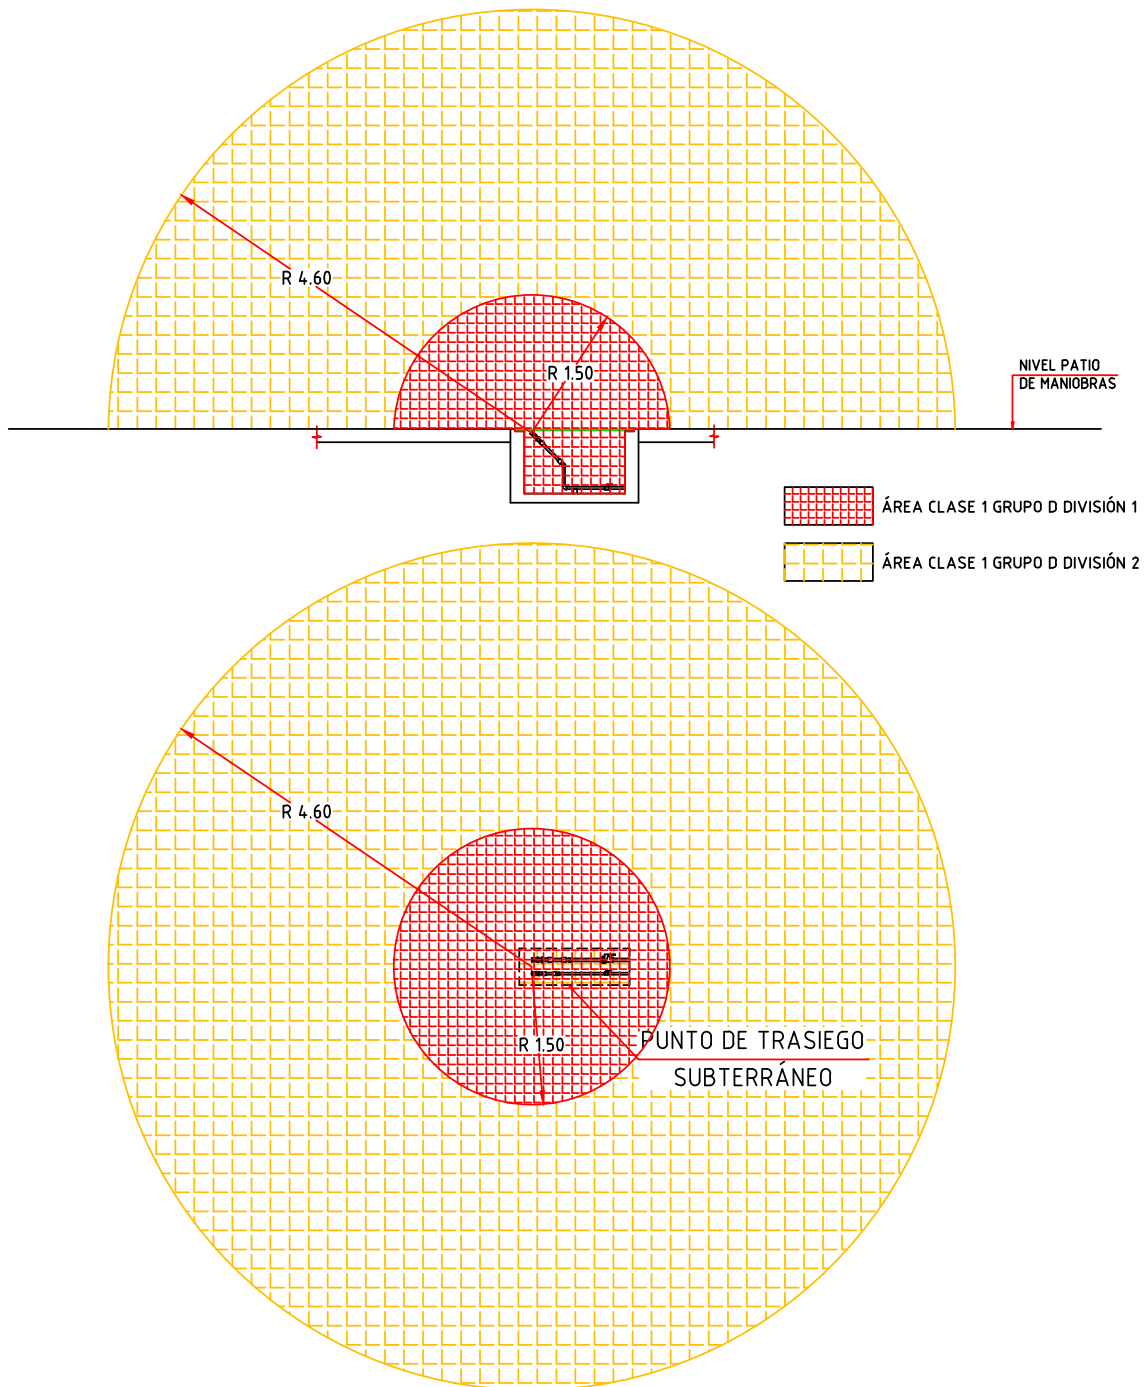 R 4.60
R 1.50
NIVEL PATIO
DE MANIOBRAS
ÁREA CLASE 1 GRUPO D DIVISIÓN 1
ÁREA CLASE 1 GRUPO D DIVISIÓN 2
R 4.60
R 1.50
PUNTO DE TRASIEGO
SUBTERRÁNEO